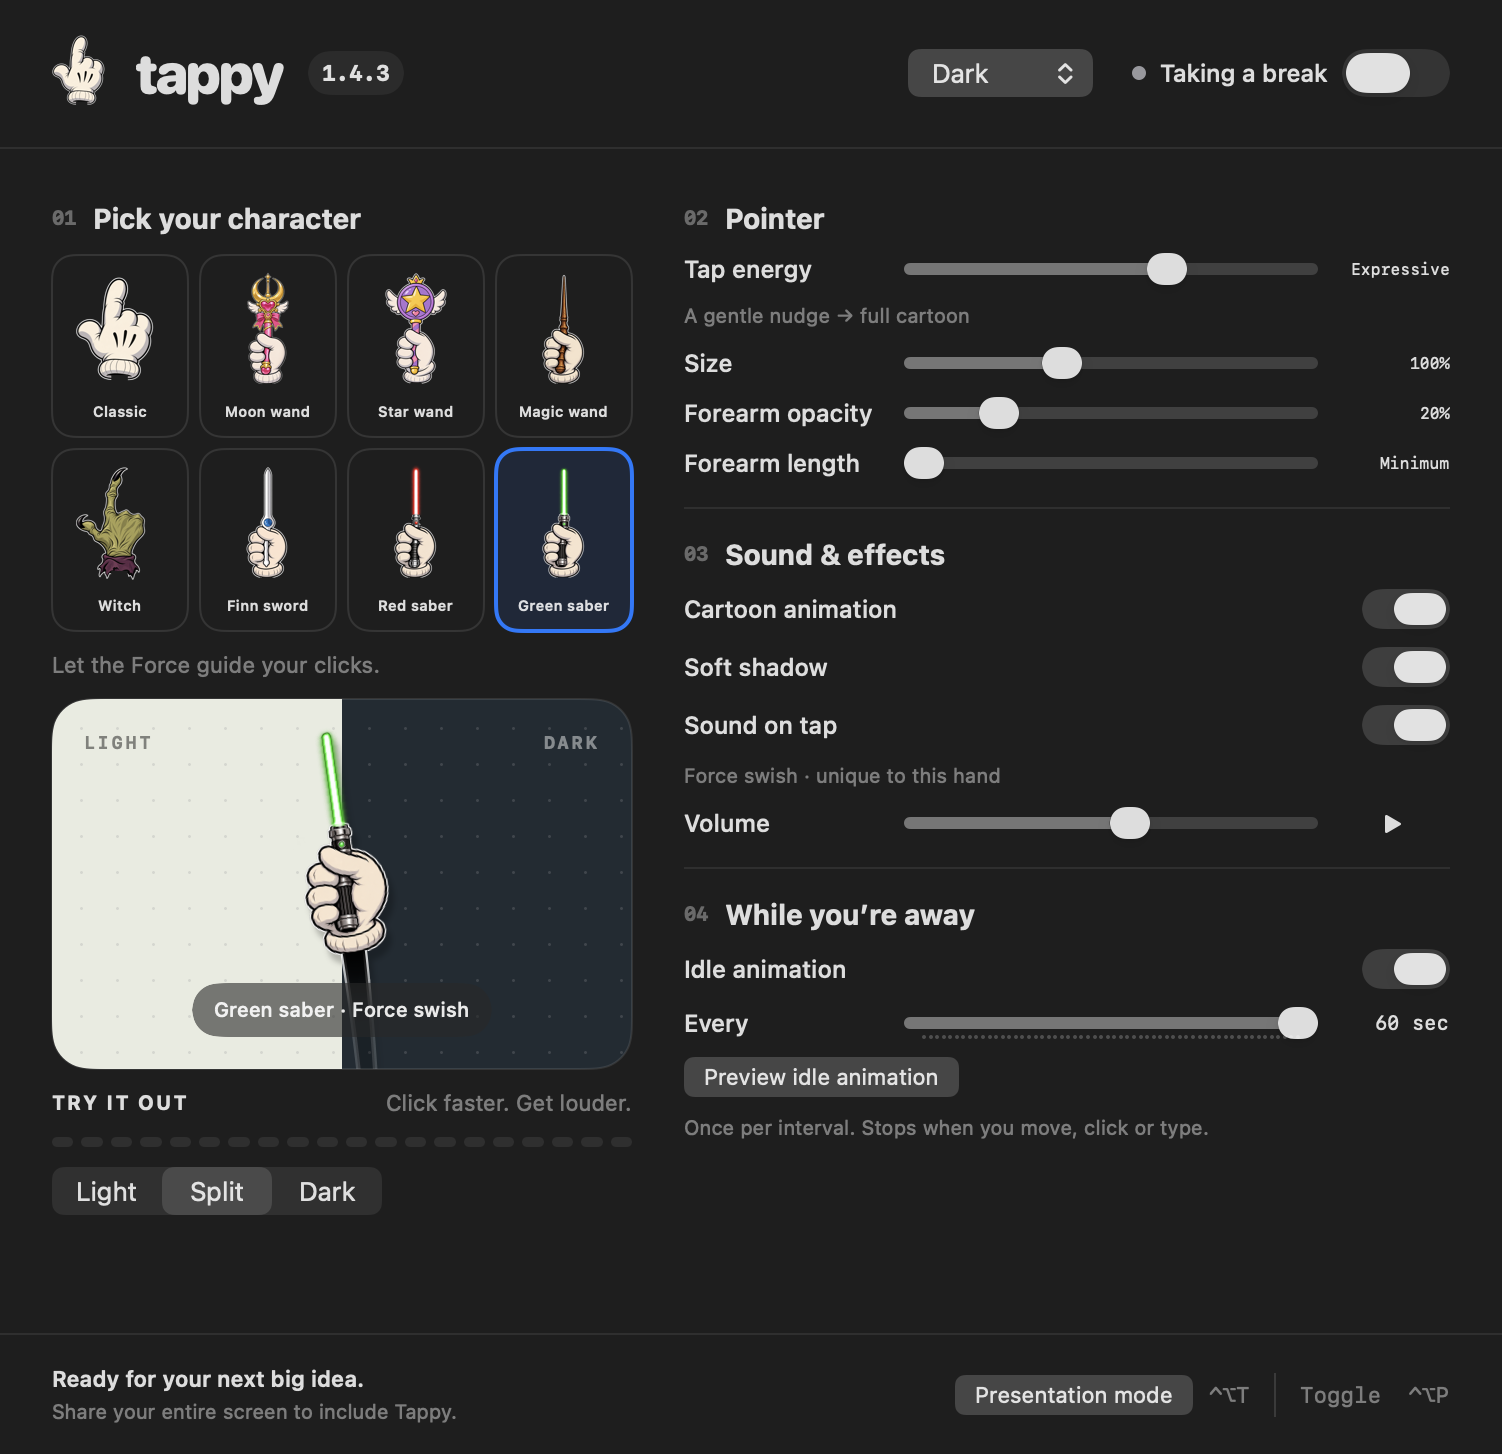 tappy 1.4.3
Dark
Taking a break
01 Pick your character
Classic
Moon wand
Star wand
Magic wand
Witch
Finn sword
Red saber
Green saber
Let the Force guide your clicks.
LIGHT
DARK
Green saber · Force swish
TRY IT OUT
Click faster. Get louder.
Light
Split
Dark
02 Pointer
Tap energy
Expressive
A gentle nudge → full cartoon
Size
100%
Forearm opacity
20%
Forearm length
Minimum
03 Sound & effects
Cartoon animation
Soft shadow
Sound on tap
Force swish · unique to this hand
Volume
04 While you’re away
Idle animation
Every
60 sec
Preview idle animation
Once per interval. Stops when you move, click or type.
Ready for your next big idea.
Share your entire screen to include Tappy.
Presentation mode
^⌥T
Toggle
^⌥P